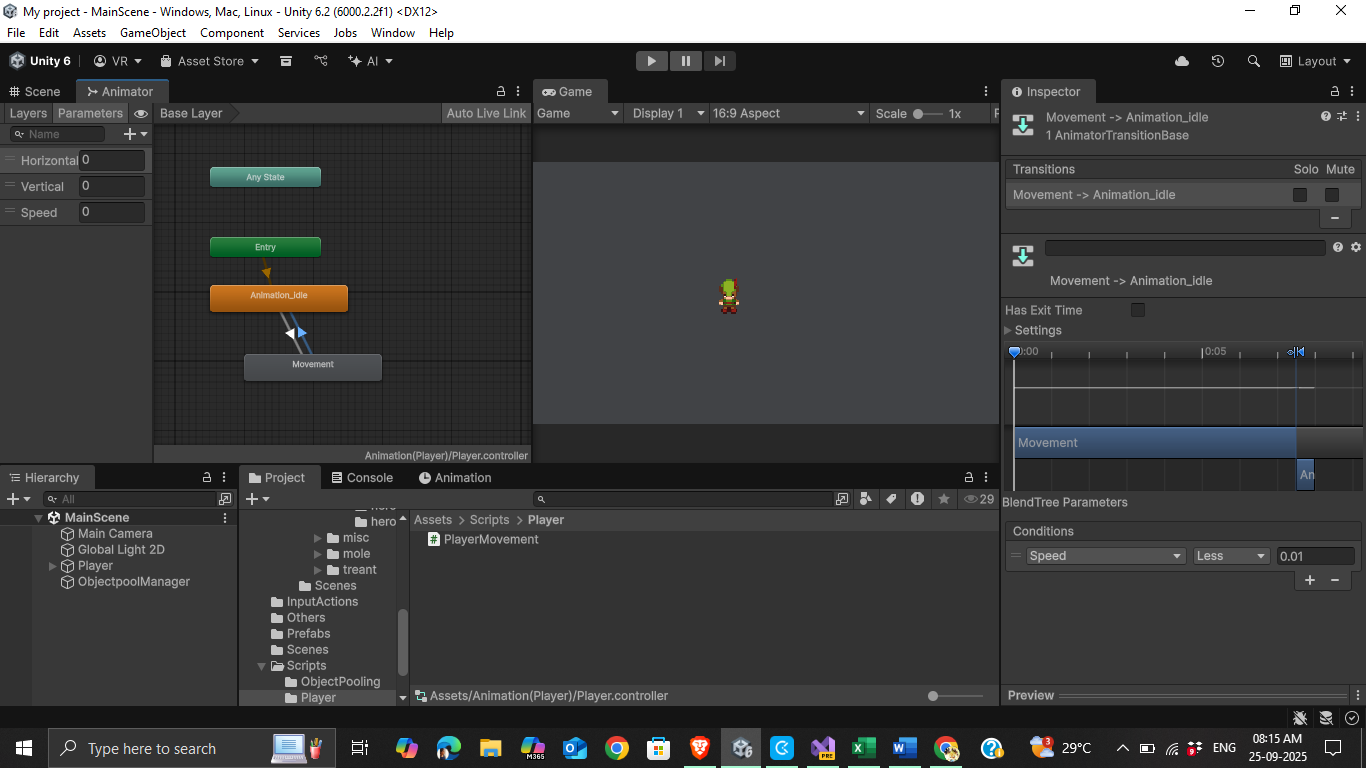 My project - MainScene - Windows, Mac, Linux - Unity 6.2 (6000.2.2f1) <DX12>
File Edit Assets GameObject Component Services Jobs Window Help
Unity 6 VR Asset Store AI Layout
Scene Animator
Layers Parameters Base Layer Auto Live Link
Name
Horizontal 0
Vertical 0
Speed 0
Any State
Entry
Animation_idle
Movement
Animation(Player)/Player.controller
Game
Game Display 1 16:9 Aspect Scale 1x
Inspector
Movement -> Animation_idle
1 AnimatorTransitionBase
Transitions Solo Mute
Movement -> Animation_idle
Movement -> Animation_idle
Has Exit Time
Settings
:00 0:05
Movement
An
BlendTree Parameters
Conditions
Speed Less 0.01
Preview
Hierarchy
All
MainScene
Main Camera
Global Light 2D
Player
ObjectpoolManager
Project Console Animation
29
hero
misc
mole
treant
Scenes
InputActions
Others
Prefabs
Scenes
Scripts
ObjectPooling
Player
Assets > Scripts > Player
PlayerMovement
Assets/Animation(Player)/Player.controller
Type here to search
M365
PRE
3
29°C
ENG
08:15 AM
25-09-2025